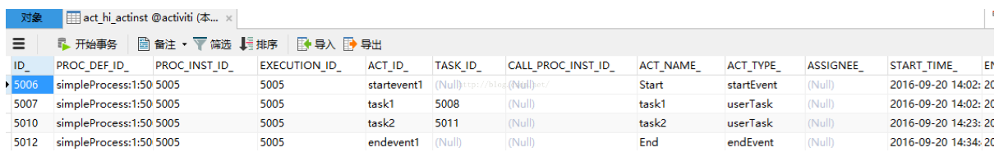 对象 act_hi_actinst @activiti (本... ×
开始事务 备注 筛选 排序 导入 导出
ID_ PROC_DEF_ID_ PROC_INST_ID_ EXECUTION_ID_ ACT_ID_ TASK_ID_ CALL_PROC_INST_ID_ ACT_NAME_ ACT_TYPE_ ASSIGNEE_ START_TIME_ EN
5006 simpleProcess:1:50 5005 5005 startevent1 (Null) (Null) Start startEvent (Null) 2016-09-20 14:02: 20
5007 simpleProcess:1:50 5005 5005 task1 5008 (Null) task1 userTask (Null) 2016-09-20 14:02: 20
5010 simpleProcess:1:50 5005 5005 task2 5011 (Null) task2 userTask (Null) 2016-09-20 14:23: 20
5012 simpleProcess:1:50 5005 5005 endevent1 (Null) (Null) End endEvent (Null) 2016-09-20 14:34: 20